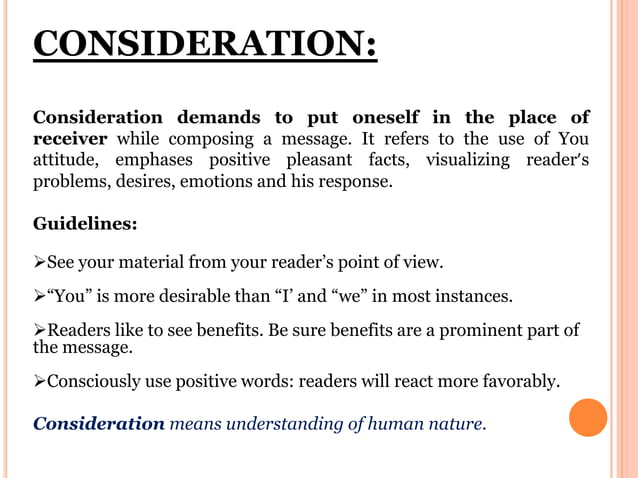 CONSIDERATION:
Consideration demands to put oneself in the place of
receiver while composing a message. It refers to the use of You
attitude, emphases positive pleasant facts, visualizing reader's
problems, desires, emotions and his response.
Guidelines:
➢See your material from your reader’s point of view.
➢“You” is more desirable than “I’ and “we” in most instances.
➢Readers like to see benefits. Be sure benefits are a prominent part of
the message.
➢Consciously use positive words: readers will react more favorably.
Consideration means understanding of human nature.